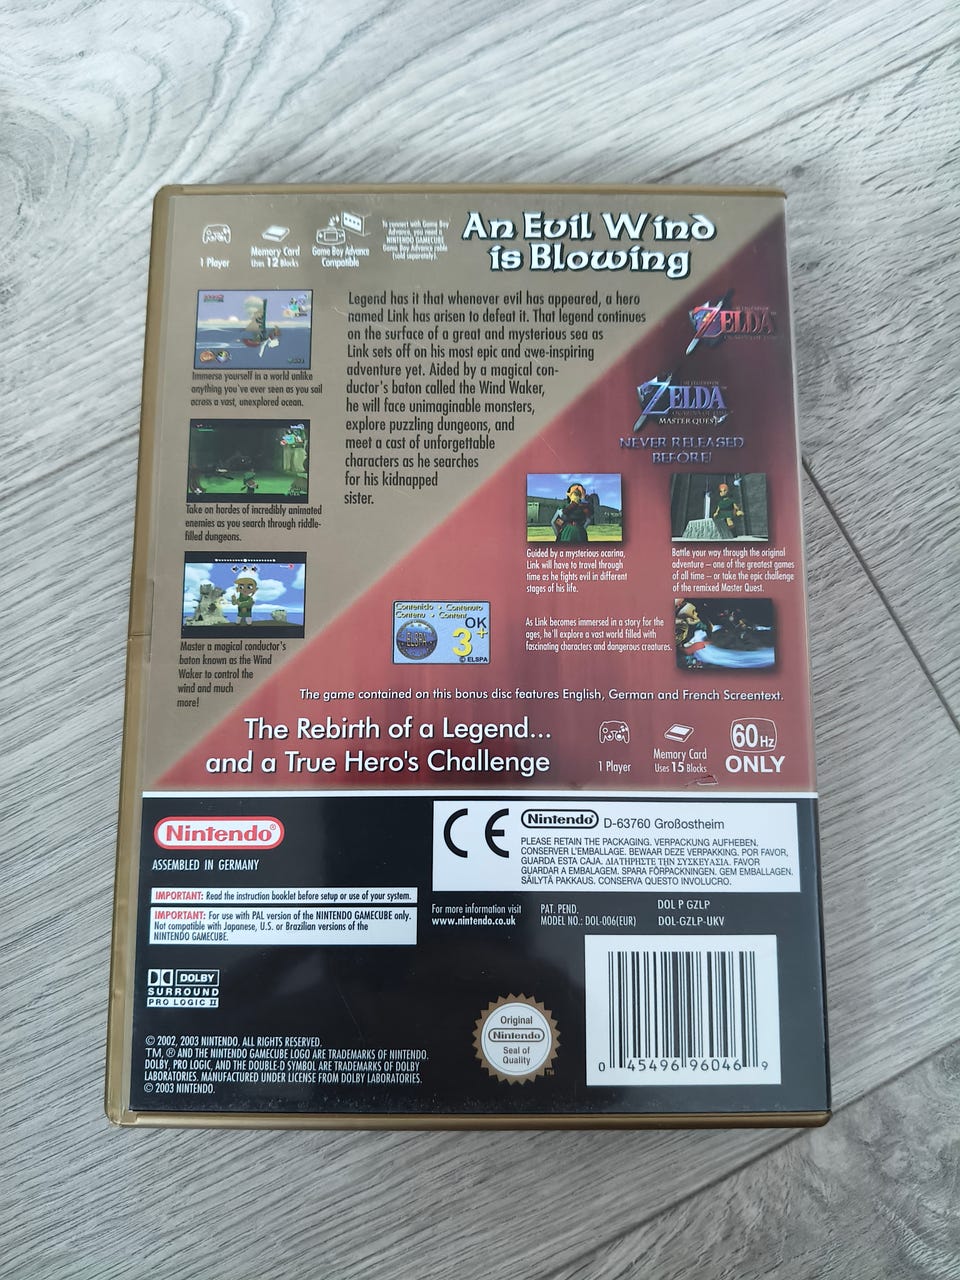 1 Player
Memory Card
Uses 12 Blocks
Game Boy Advance
Compatible
To connect with Game Boy
Advance, you need a
NINTENDO GAMECUBE
Game Boy Advance cable
(sold separately).
An Evil Wind
is Blowing
Legend has it that whenever evil has appeared, a hero
named Link has arisen to defeat it. That legend continues
on the surface of a great and mysterious sea as
Link sets off on his most epic and awe-inspiring
adventure yet. Aided by a magical con-
ductor's baton called the Wind Waker,
he will face unimaginable monsters,
explore puzzling dungeons, and
meet a cast of unforgettable
characters as he searches
for his kidnapped
sister.
Immerse yourself in a world unlike
anything you've ever seen as you sail
across a vast, unexplored ocean.
Take on hordes of incredibly animated
enemies as you search through riddle-
filled dungeons.
Master a magical conductor's
baton known as the Wind
Waker to control the
wind and much
more!
THE LEGEND OF
ZELDA
OCARINA OF TIME
THE LEGEND OF
ZELDA
OCARINA OF TIME
MASTER QUEST
NEVER RELEASED
BEFORE!
Guided by a mysterious ocarina,
Link will have to travel through
time as he fights evil in different
stages of his life.
Battle your way through the original
adventure – one of the greatest games
of all time – or take the epic challenge
of the remixed Master Quest.
As Link becomes immersed in a story for the
ages, he'll explore a vast world filled with
fascinating characters and dangerous creatures.
Contenido • Contenuto
Contenu • Content
ELSPA
OK
3+
© ELSPA
The game contained on this bonus disc features English, German and French Screentext.
The Rebirth of a Legend...
and a True Hero's Challenge
1 Player
Memory Card
Uses 15 Blocks
60Hz
ONLY
Nintendo®
ASSEMBLED IN GERMANY
IMPORTANT: Read the instruction booklet before setup or use of your system.
IMPORTANT: For use with PAL version of the NINTENDO GAMECUBE only.
Not compatible with Japanese, U.S. or Brazilian versions of the
NINTENDO GAMECUBE.
CE
Nintendo® D-63760 Großostheim
PLEASE RETAIN THE PACKAGING. VERPACKUNG AUFHEBEN.
CONSERVER L'EMBALLAGE. BEWAAR DEZE VERPAKKING. POR FAVOR,
GUARDA ESTA CAJA. ΔΙΑΤΗΡΗΣΤΕ ΤΗΝ ΣΥΣΚΕΥΑΣΙΑ. FAVOR
GUARDAR A EMBALAGEM. SPARA FÖRPACKNINGEN. GEM EMBALLAGEN.
SÄILYTÄ PAKKAUS. CONSERVA QUESTO INVOLUCRO.
For more information visit
www.nintendo.co.uk
PAT. PEND.
MODEL NO.: DOL-006(EUR)
DOL P GZLP
DOL-GZLP-UKV
DOLBY
SURROUND
PRO LOGIC II
© 2002, 2003 NINTENDO. ALL RIGHTS RESERVED.
TM, ® AND THE NINTENDO GAMECUBE LOGO ARE TRADEMARKS OF NINTENDO.
DOLBY, PRO LOGIC, AND THE DOUBLE-D SYMBOL ARE TRADEMARKS OF DOLBY
LABORATORIES. MANUFACTURED UNDER LICENSE FROM DOLBY LABORATORIES.
© 2003 NINTENDO.
Original
Nintendo
Seal of
Quality
TM
0 45496 96046 9